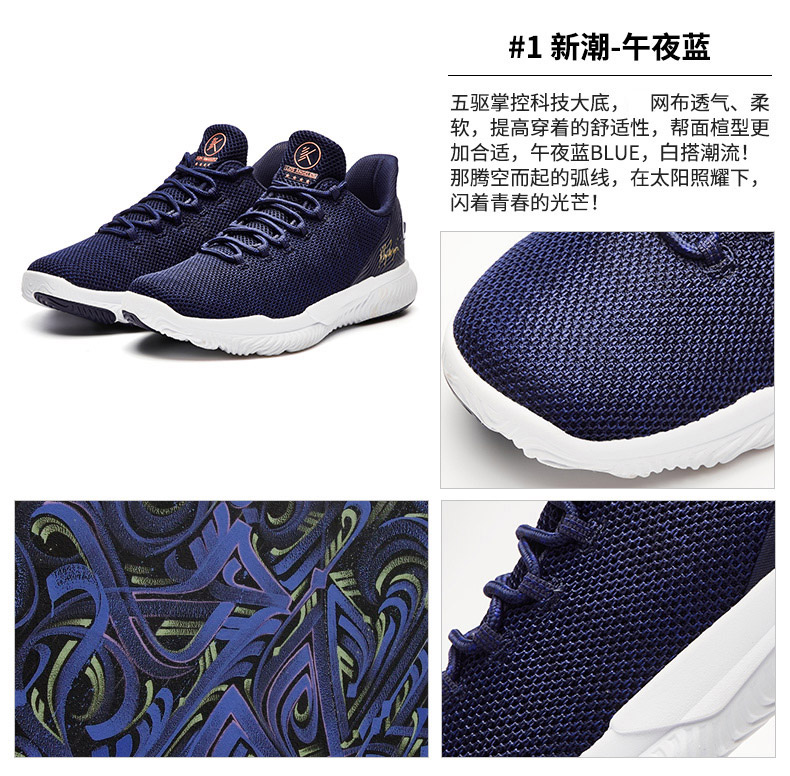 #1 新潮-午夜蓝
五驱掌控科技大底， 网布透气、柔
软，提高穿着的舒适性，帮面楦型更
加合适，午夜蓝BLUE，白搭潮流！
那腾空而起的弧线，在太阳照耀下，
闪着青春的光芒！